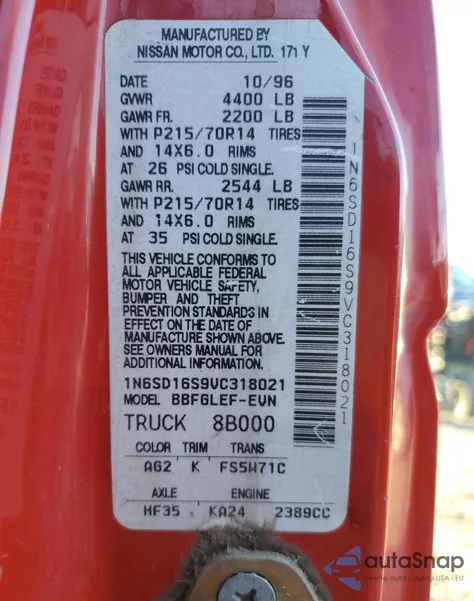 MANUFACTURED BY
NISSAN MOTOR CO., LTD. 171 Y
DATE 10/96
GVWR 4400 LB
GAWR FR. 2200 LB
WITH P215/70R14 TIRES
AND 14X6.0 RIMS
AT 26 PSI COLD SINGLE.
GAWR RR. 2544 LB
WITH P215/70R14 TIRES
AND 14X6.0 RIMS
AT 35 PSI COLD SINGLE.
THIS VEHICLE CONFORMS TO
ALL APPLICABLE FEDERAL
MOTOR VEHICLE SAFETY,
BUMPER AND THEFT
PREVENTION STANDARDS IN
EFFECT ON THE DATE OF
MANUFACTURE SHOWN ABOVE.
SEE OWNERS MANUAL FOR
ADDITIONAL INFORMATION.
1N6SD16S9VC318021
MODEL BBFGLEF-EVN
TRUCK 8B000
COLOR TRIM TRANS
AG2 K FS5W71C
AXLE ENGINE
HF35 KA24 2389CC
1N6SD16S9VC318021
autoSnap